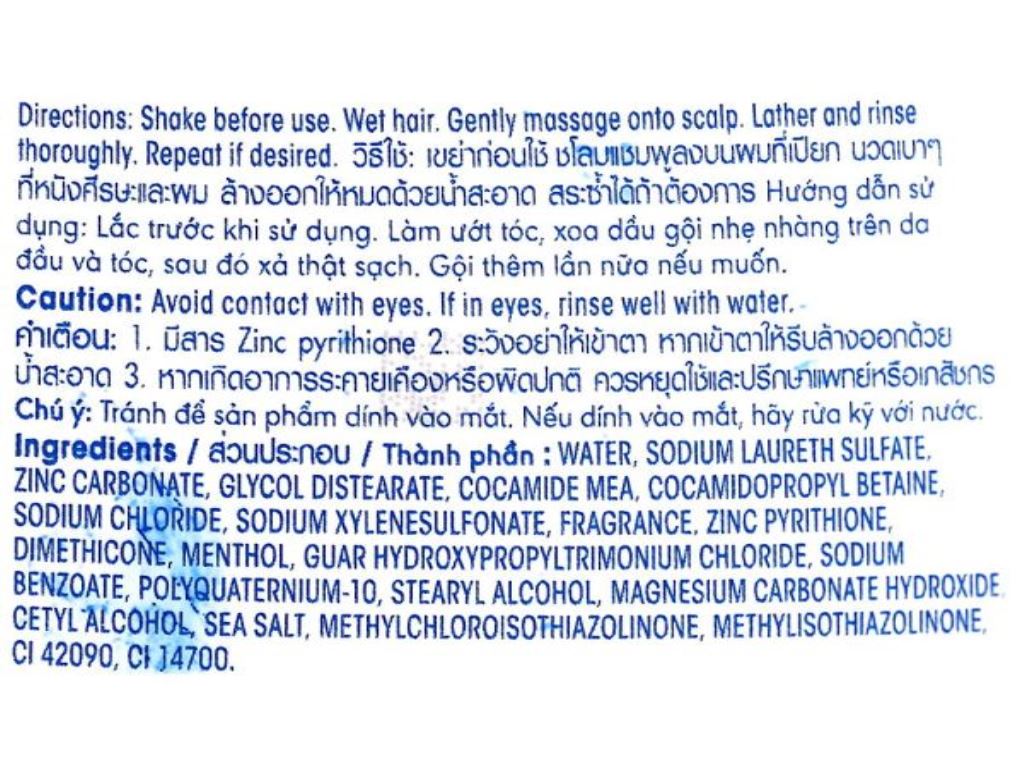 Directions: Shake before use. Wet hair. Gently massage onto scalp. Lather and rinse
thoroughly. Repeat if desired. วิธีใช้: เขย่าก่อนใช้ ชโลมแชมพูลงบนผมที่เปียก นวดเบาๆ
ที่หนังศีรษะและผม ล้างออกให้หมดด้วยน้ำสะอาด สระซ้ำได้ถ้าต้องการ Hướng dẫn sử
dụng: Lắc trước khi sử dụng. Làm ướt tóc, xoa dầu gội nhẹ nhàng trên da
đầu và tóc, sau đó xả thật sạch. Gội thêm lần nữa nếu muốn.
Caution: Avoid contact with eyes. If in eyes, rinse well with water.
คำเตือน: 1. มีสาร Zinc pyrithione 2. ระวังอย่าให้เข้าตา หากเข้าตาให้รีบล้างออกด้วย
น้ำสะอาด 3. หากเกิดอาการระคายเคืองหรือผิดปกติ ควรหยุดใช้และปรึกษาแพทย์หรือเภสัชกร
Chú ý: Tránh để sản phẩm dính vào mắt. Nếu dính vào mắt, hãy rửa kỹ với nước.
Ingredients / ส่วนประกอบ / Thành phần : WATER, SODIUM LAURETH SULFATE,
ZINC CARBONATE, GLYCOL DISTEARATE, COCAMIDE MEA, COCAMIDOPROPYL BETAINE,
SODIUM CHLORIDE, SODIUM XYLENESULFONATE, FRAGRANCE, ZINC PYRITHIONE,
DIMETHICONE, MENTHOL, GUAR HYDROXYPROPYLTRIMONIUM CHLORIDE, SODIUM
BENZOATE, POLYQUATERNIUM-10, STEARYL ALCOHOL, MAGNESIUM CARBONATE HYDROXIDE,
CETYL ALCOHOL, SEA SALT, METHYLCHLOROISOTHIAZOLINONE, METHYLISOTHIAZOLINONE,
CI 42090, CI 14700.